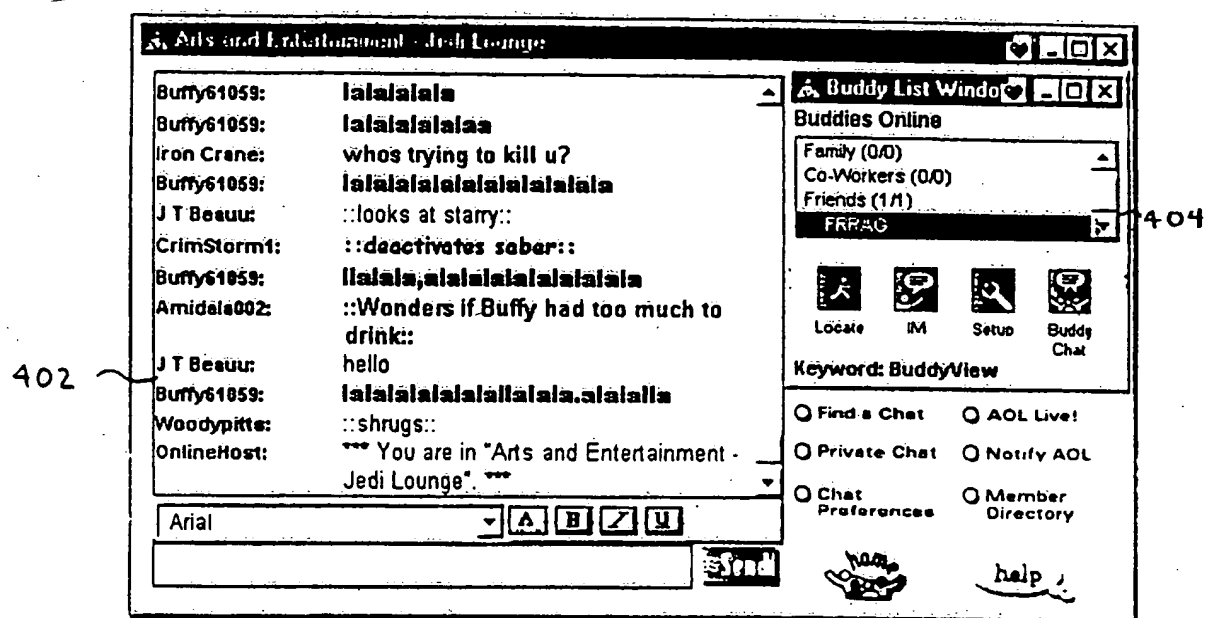 Arts and Entertainment - Jedi Lounge
Buffy61059: lalalalala
Buffy61059: lalalalalalaa
Iron Crane: whos trying to kill u?
Buffy61059: lalalalalalalalalalalala
J T Beauu: ::looks at starry::
CrimStorm1: ::deactivates saber::
Buffy61059: llalala,alalalalalalalalala
Amidala002: ::Wonders if Buffy had too much to
drink::
J T Beauu: hello
Buffy61059: lalalalalalalallalala.alalalla
Woodypitts: ::shrugs::
OnlineHost: *** You are in "Arts and Entertainment -
Jedi Lounge". ***
Arial A B I U
Send
Buddy List Window
Buddies Online
Family (0/0)
Co-Workers (0/0)
Friends (1/1)
FRRAG
Locate IM Setup Buddy
Chat
Keyword: BuddyView
Find a Chat AOL Live!
Private Chat Notify AOL
Chat
Preferences
Member
Directory
home help
402
404